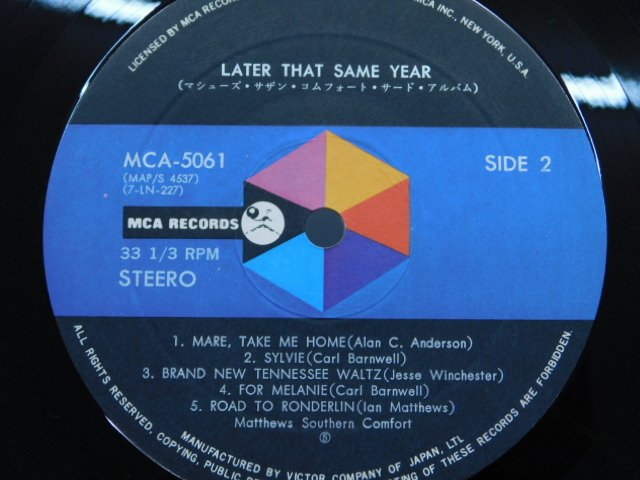 LICENSED BY MCA RECORDS
MCA INC., NEW YORK, U.S.A.
LATER THAT SAME YEAR
(マシューズ・サザン・コムフォート・サード・アルバム)
MCA-5061
(MAP/S 4537)
(7-LN-227)
SIDE 2
MCA RECORDS
33 1/3 RPM
STEERO
1. MARE, TAKE ME HOME(Alan C. Anderson)
2. SYLVIE(Carl Barnwell)
3. BRAND NEW TENNESSEE WALTZ(Jesse Winchester)
4. FOR MELANIE(Carl Barnwell)
5. ROAD TO RONDERLIN(Ian Matthews)
Matthews Southern Comfort
Ⓢ
ALL RIGHTS RESERVED, COPYING, PUBLIC
OF THESE RECORDS ARE FORBIDDEN.
MANUFACTURED BY VICTOR COMPANY OF JAPAN, LTD.